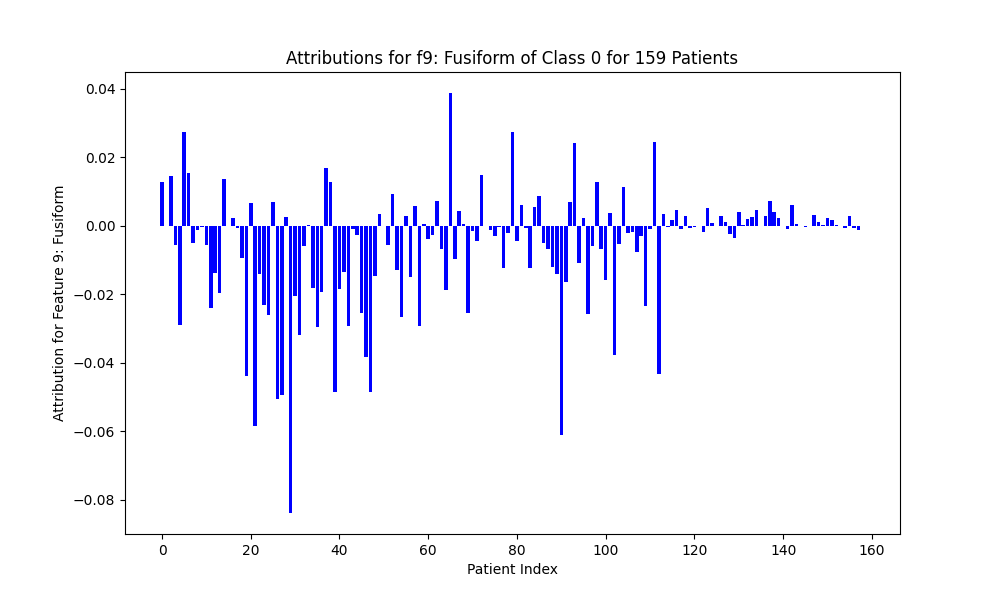 Attributions for f9: Fusiform of Class 0 for 159 Patients
Attribution for Feature 9: Fusiform
0.04
0.02
0.00
−0.02
−0.04
−0.06
−0.08
0 20 40 60 80 100 120 140 160
Patient Index